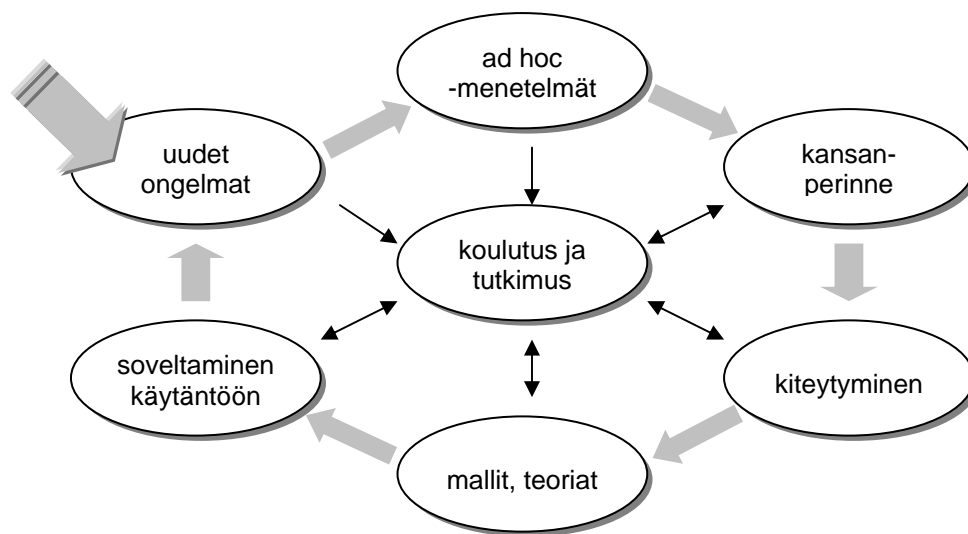 ad hoc
-menetelmät
uudet
ongelmat
kansan-
perinne
koulutus ja
tutkimus
soveltaminen
käytäntöön
kiteytyminen
mallit, teoriat